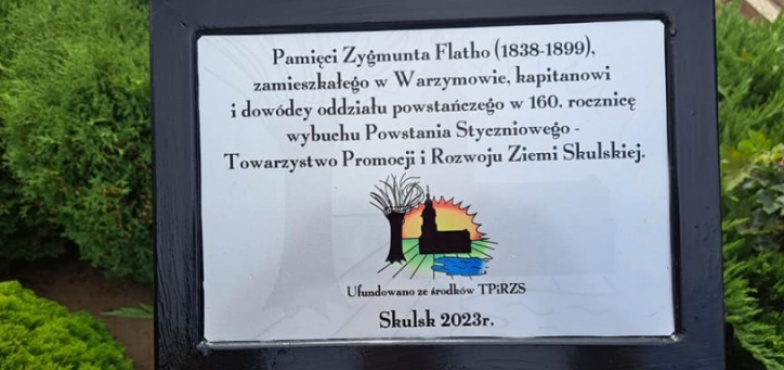 Pamięci Zygmunta Flatho (1838-1899),
zamieszkałego w Warzymowie, kapitanowi
i dowódcy oddziału powstańczego w 160. rocznicę
wybuchu Powstania Styczniowego -
Towarzystwo Promocji i Rozwoju Ziemi Skulskiej.
Ufundowano ze środków TPiRZS
Skulsk 2023r.